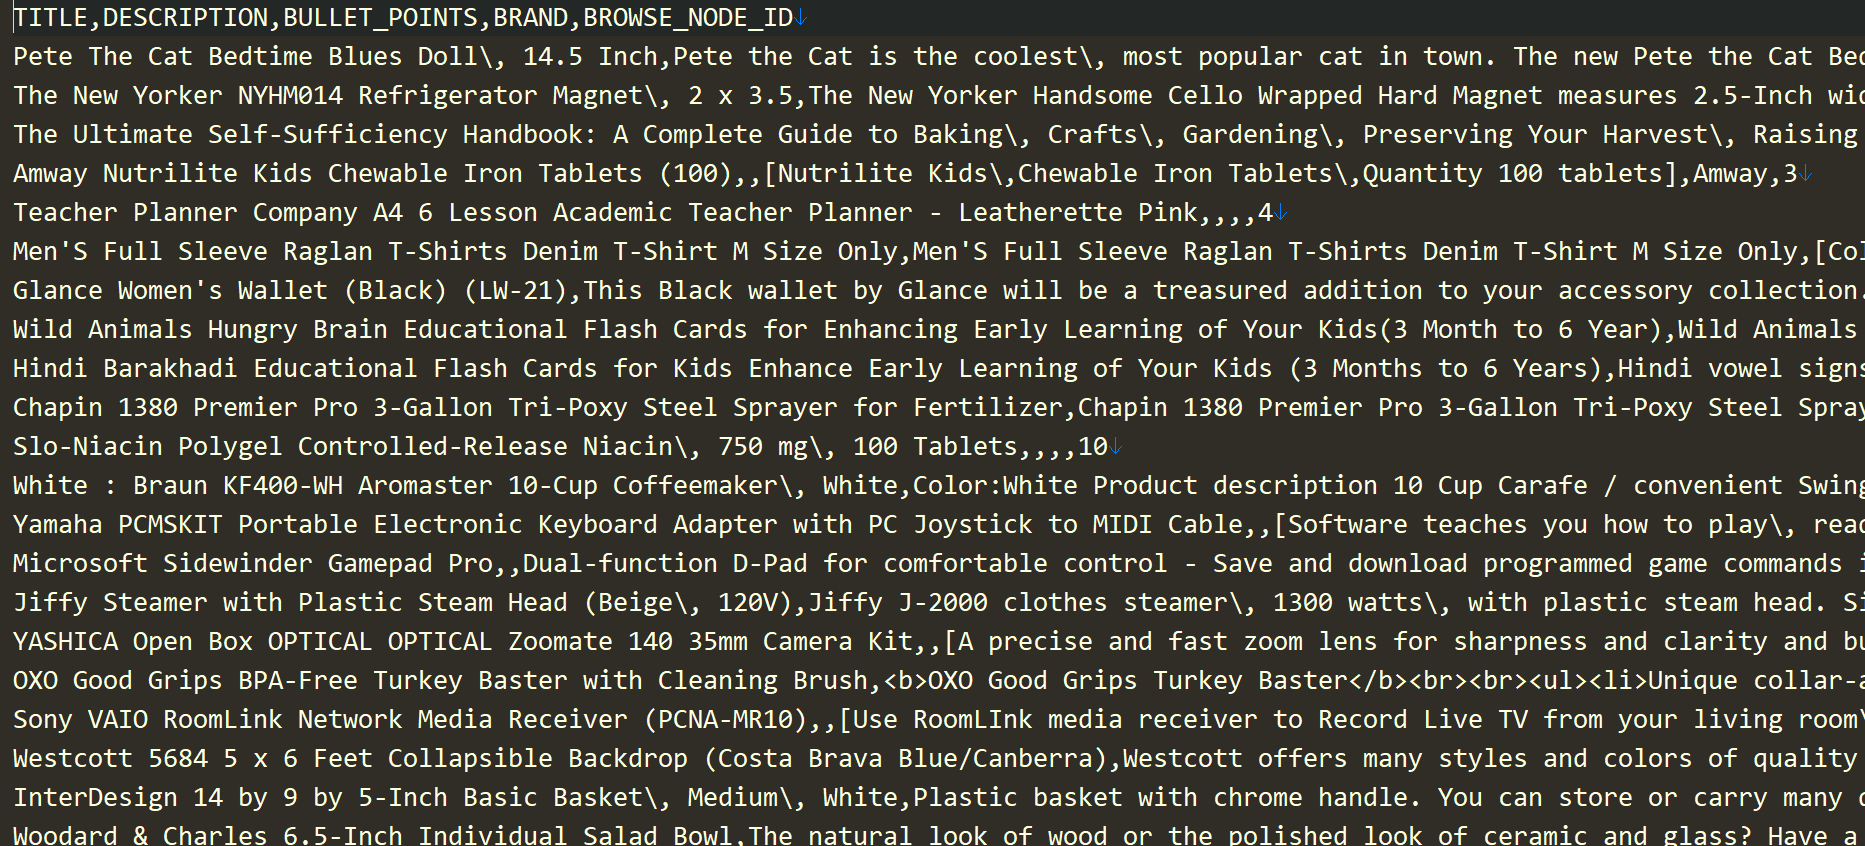 TITLE,DESCRIPTION,BULLET_POINTS,BRAND,BROWSE_NODE_ID↓
Pete The Cat Bedtime Blues Doll\, 14.5 Inch,Pete the Cat is the coolest\, most popular cat in town. The new Pete the Cat
The New Yorker NYHM014 Refrigerator Magnet\, 2 x 3.5,The New Yorker Handsome Cello Wrapped Hard Magnet measures 2.5-Inch
The Ultimate Self-Sufficiency Handbook: A Complete Guide to Baking\, Crafts\, Gardening\, Preserving Your Harvest\, Raising
Amway Nutrilite Kids Chewable Iron Tablets (100),,[Nutrilite Kids\,Chewable Iron Tablets\,Quantity 100 tablets],Amway,3↓
Teacher Planner Company A4 6 Lesson Academic Teacher Planner - Leatherette Pink,,,,4↓
Men'S Full Sleeve Raglan T-Shirts Denim T-Shirt M Size Only,Men'S Full Sleeve Raglan T-Shirts Denim T-Shirt M Size Only,[Col
Glance Women's Wallet (Black) (LW-21),This Black wallet by Glance will be a treasured addition to your accessory collection.
Wild Animals Hungry Brain Educational Flash Cards for Enhancing Early Learning of Your Kids(3 Month to 6 Year),Wild Animals
Hindi Barakhadi Educational Flash Cards for Kids Enhance Early Learning of Your Kids (3 Months to 6 Years),Hindi vowel signs
Chapin 1380 Premier Pro 3-Gallon Tri-Poxy Steel Sprayer for Fertilizer,Chapin 1380 Premier Pro 3-Gallon Tri-Poxy Steel Spray
Slo-Niacin Polygel Controlled-Release Niacin\, 750 mg\, 100 Tablets,,,,10↓
White : Braun KF400-WH Aromaster 10-Cup Coffeemaker\, White,Color:White Product description 10 Cup Carafe / convenient Swing
Yamaha PCMSKIT Portable Electronic Keyboard Adapter with PC Joystick to MIDI Cable,,[Software teaches you how to play\, read
Microsoft Sidewinder Gamepad Pro,,Dual-function D-Pad for comfortable control - Save and download programmed game commands
Jiffy Steamer with Plastic Steam Head (Beige\, 120V),Jiffy J-2000 clothes steamer\, 1300 watts\, with plastic steam head.
YASHICA Open Box OPTICAL OPTICAL Zoomate 140 35mm Camera Kit,,[A precise and fast zoom lens for sharpness and clarity and
OXO Good Grips BPA-Free Turkey Baster with Cleaning Brush,<b>OXO Good Grips Turkey Baster</b><br><br><ul><li>Unique collar-
Sony VAIO RoomLink Network Media Receiver (PCNA-MR10),,[Use RoomLInk media receiver to Record Live TV from your living room\
Westcott 5684 5 x 6 Feet Collapsible Backdrop (Costa Brava Blue/Canberra),Westcott offers many styles and colors of quality
InterDesign 14 by 9 by 5-Inch Basic Basket\, Medium\, White,Plastic basket with chrome handle. You can store or carry many
Woodard & Charles 6.5-Inch Individual Salad Bowl,The natural look of wood or the polished look of ceramic and glass? Have a